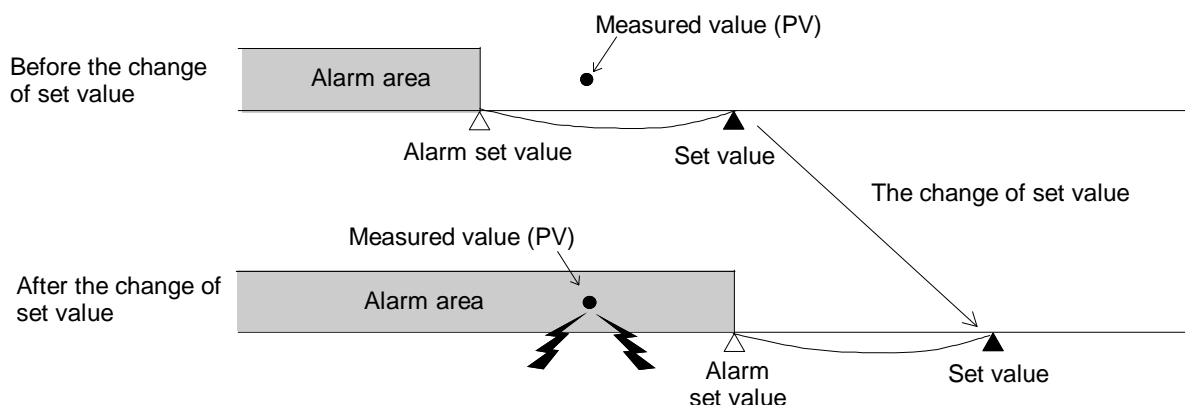 Measured value (PV)
Before the change
of set value
Alarm area
Alarm set value
Set value
The change of set value
Measured value (PV)
After the change of
set value
Alarm area
Alarm
set value
Set value